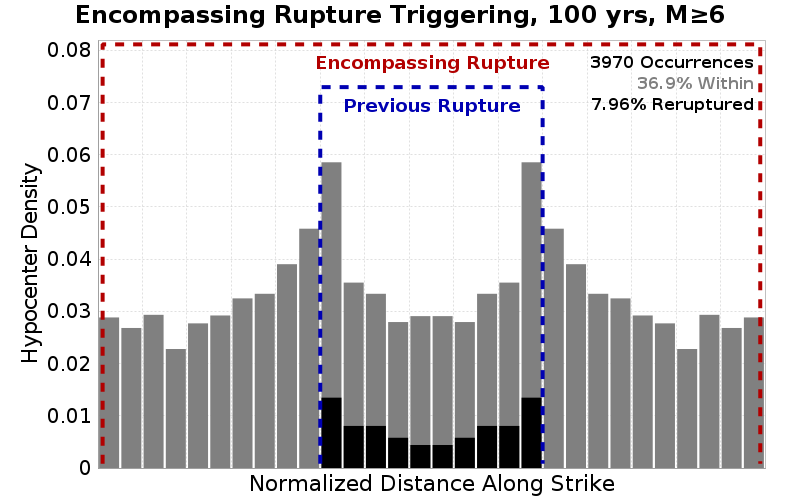 Encompassing Rupture Triggering, 100 yrs, M≥6
0.08
0.07
0.06
0.05
0.04
0.03
0.02
0.01
0
Hypocenter Density
Encompassing Rupture
Previous Rupture
3970 Occurrences
36.9% Within
7.96% Reruptured
Normalized Distance Along Strike